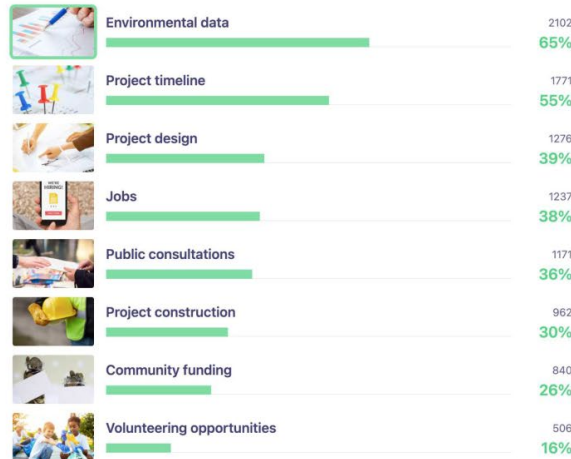 Environmental data
2102
65%
Project timeline
1771
55%
Project design
1276
39%
Jobs
1237
38%
Public consultations
1171
36%
Project construction
962
30%
Community funding
840
26%
Volunteering opportunities
506
16%